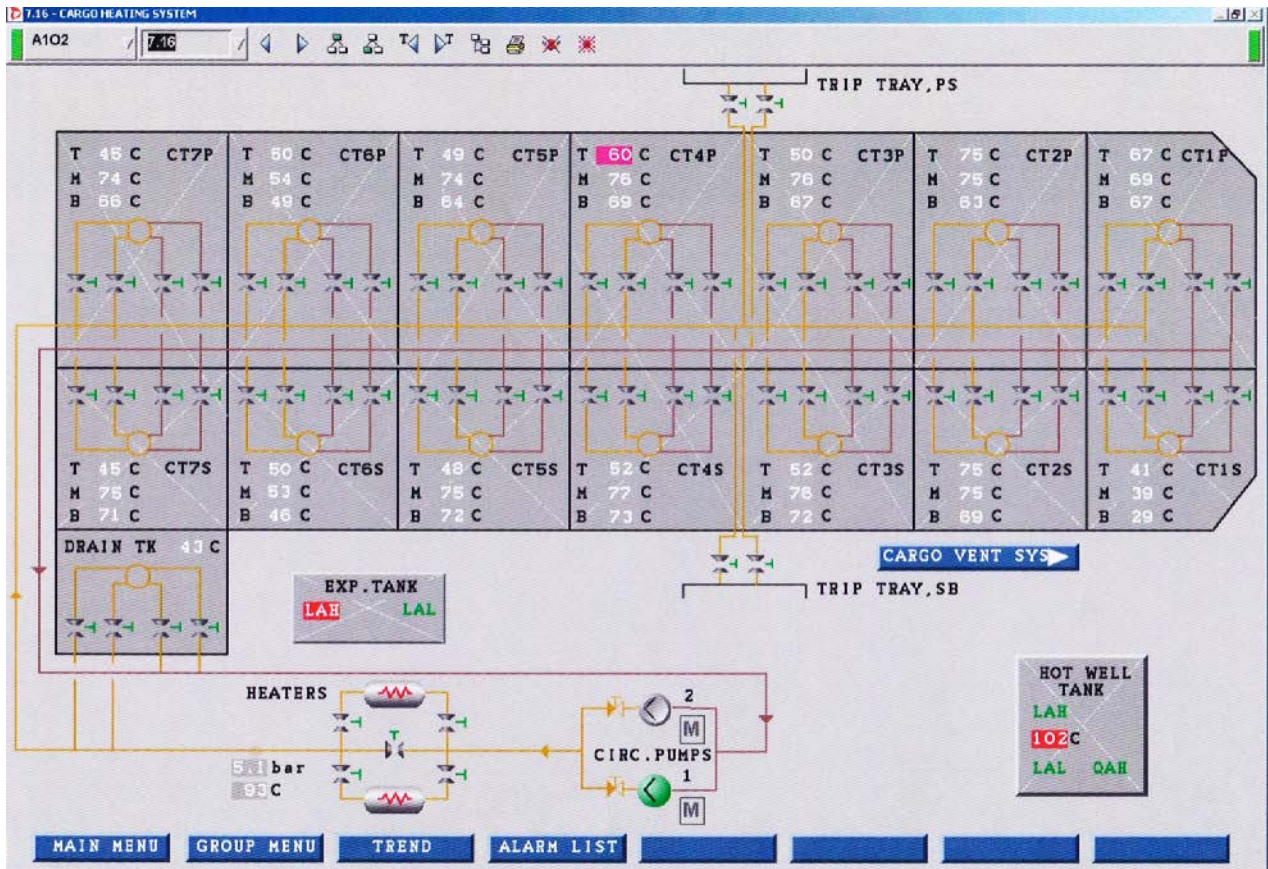 7.16 - CARGO HEATING SYSTEM
A1O2 / 7.16 /
TRIP TRAY,PS
T 45 C CT7P
M 74 C
B 66 C
T 50 C CT6P
M 54 C
B 49 C
T 49 C CT5P
M 74 C
B 64 C
T 60 C CT4P
M 76 C
B 69 C
T 50 C CT3P
M 76 C
B 67 C
T 75 C CT2P
M 75 C
B 63 C
T 67 C CT1P
M 69 C
B 67 C
T 45 C CT7S
M 75 C
B 71 C
T 50 C CT6S
M 53 C
B 46 C
T 48 C CT5S
M 75 C
B 72 C
T 52 C CT4S
M 77 C
B 73 C
T 52 C CT3S
M 76 C
B 72 C
T 75 C CT2S
M 75 C
B 69 C
T 41 C CT1S
M 39 C
B 29 C
DRAIN TK 43 C
CARGO VENT SYS
EXP.TANK
LAH LAL
TRIP TRAY,SB
HOT WELL
TANK
LAH
102C
LAL QAH
HEATERS
2
M
CIRC.PUMPS
1
M
5.1 bar
93 C
MAIN MENU
GROUP MENU
TREND
ALARM LIST